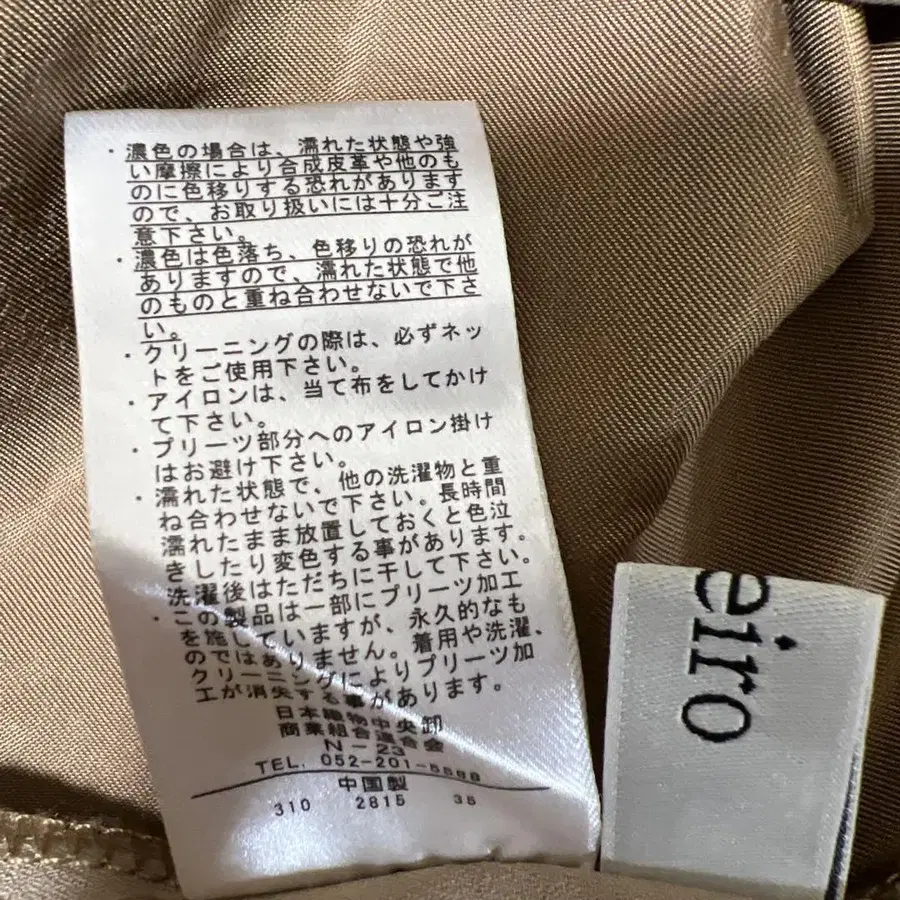 ・濃色の場合は、濡れた状態や強
い摩擦により合成皮革や他のも
のに色移りする恐れがあります
ので、お取り扱いには十分ご注
意下さい。
・濃色は色落ち、色移りの恐れが
ありますので、濡れた状態で他
のものと重ね合わせないで下さ
い。
・クリーニングの際は、必ずネッ
トをご使用下さい。
・アイロンは、当て布をしてかけ
て下さい。
・プリーツ部分へのアイロン掛け
はお避け下さい。
・濡れた状態で、他の洗濯物と重
ね合わせないで下さい。長時間
濡れたまま放置しておくと色泣
きしたり変色する事があります。
洗濯後はただちに干して下さい。
・この製品は一部にプリーツ加工
を施していますが、永久的なも
のではありません。着用や洗濯、
クリーニングによりプリーツ加
工が消失する事があります。
日本織物中央卸
商業組合連合会
N-23
TEL. 052-201-5588
中国製
310 2815 35
eiro